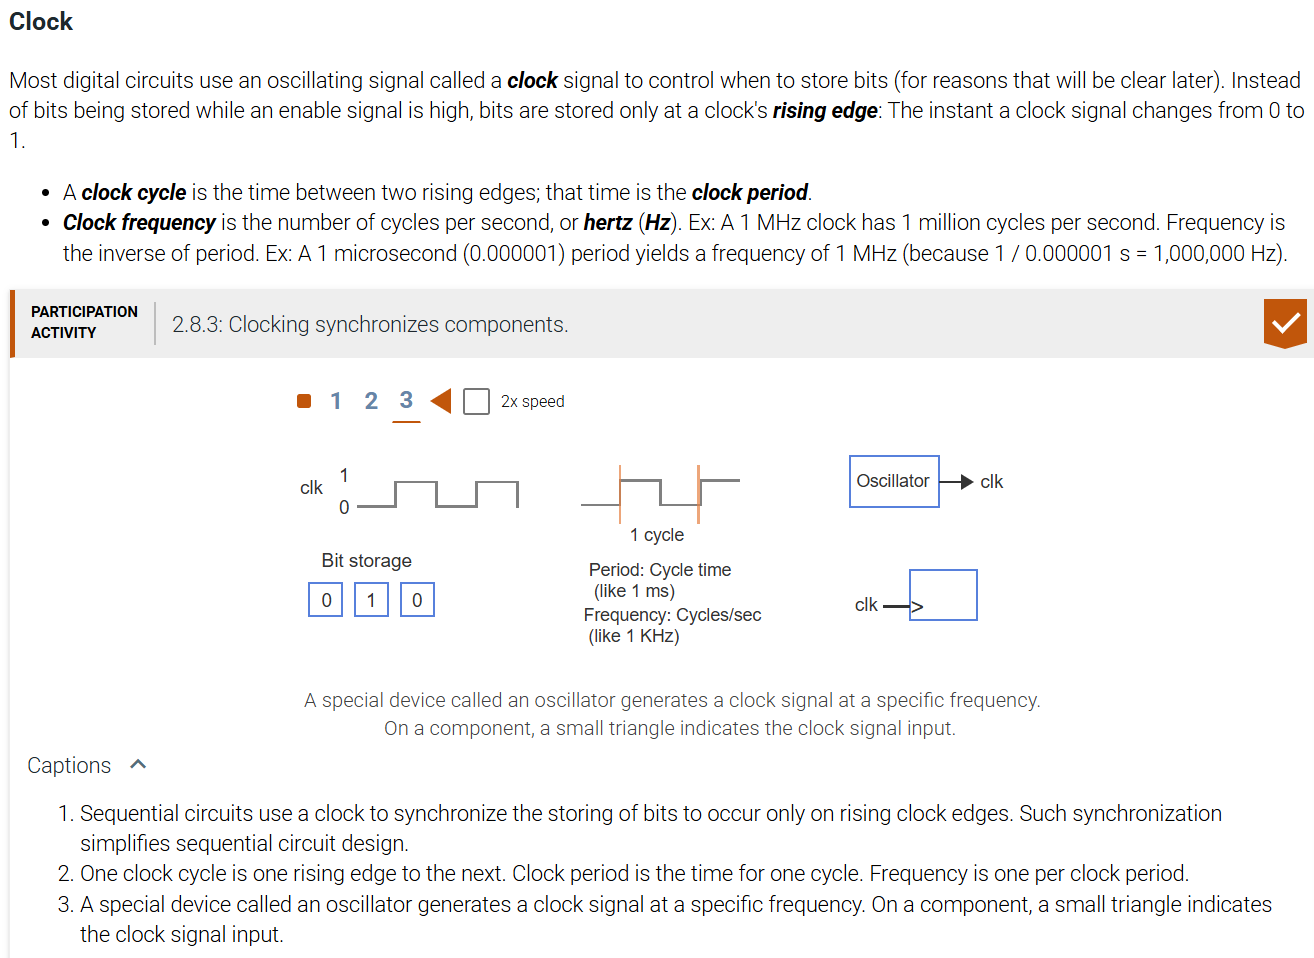 Clock
Most digital circuits use an oscillating signal called a clock signal to control when to store bits (for reasons that will be clear later). Instead
of bits being stored while an enable signal is high, bits are stored only at a clock's rising edge: The instant a clock signal changes from 0 to
1.
• A clock cycle is the time between two rising edges; that time is the clock period.
• Clock frequency is the number of cycles per second, or hertz (Hz). Ex: A 1 MHz clock has 1 million cycles per second. Frequency is
the inverse of period. Ex: A 1 microsecond (0.000001) period yields a frequency of 1 MHz (because 1 / 0.000001 s = 1,000,000 Hz).
PARTICIPATION
ACTIVITY
2.8.3: Clocking synchronizes components.
1 2 3 2x speed
clk
1
0
Bit storage
0 1 0
1 cycle
Period: Cycle time
(like 1 ms)
Frequency: Cycles/sec
(like 1 KHz)
Oscillator clk
clk
A special device called an oscillator generates a clock signal at a specific frequency.
On a component, a small triangle indicates the clock signal input.
Captions
1. Sequential circuits use a clock to synchronize the storing of bits to occur only on rising clock edges. Such synchronization
simplifies sequential circuit design.
2. One clock cycle is one rising edge to the next. Clock period is the time for one cycle. Frequency is one per clock period.
3. A special device called an oscillator generates a clock signal at a specific frequency. On a component, a small triangle indicates
the clock signal input.